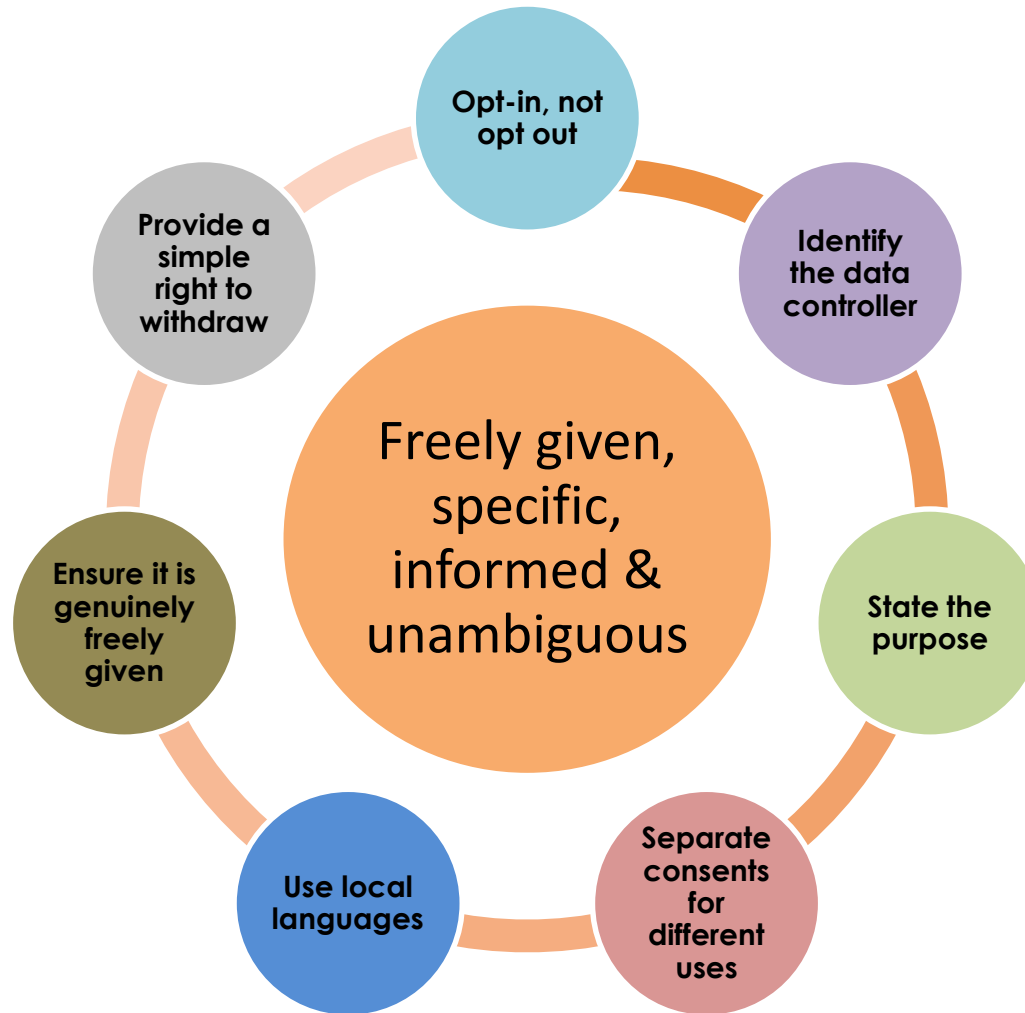 Opt-in, not
opt out
Identify
the data
controller
State the
purpose
Separate
consents
for
different
uses
Use local
languages
Ensure it is
genuinely
freely
given
Provide a
simple
right to
withdraw
Freely given,
specific,
informed &
unambiguous